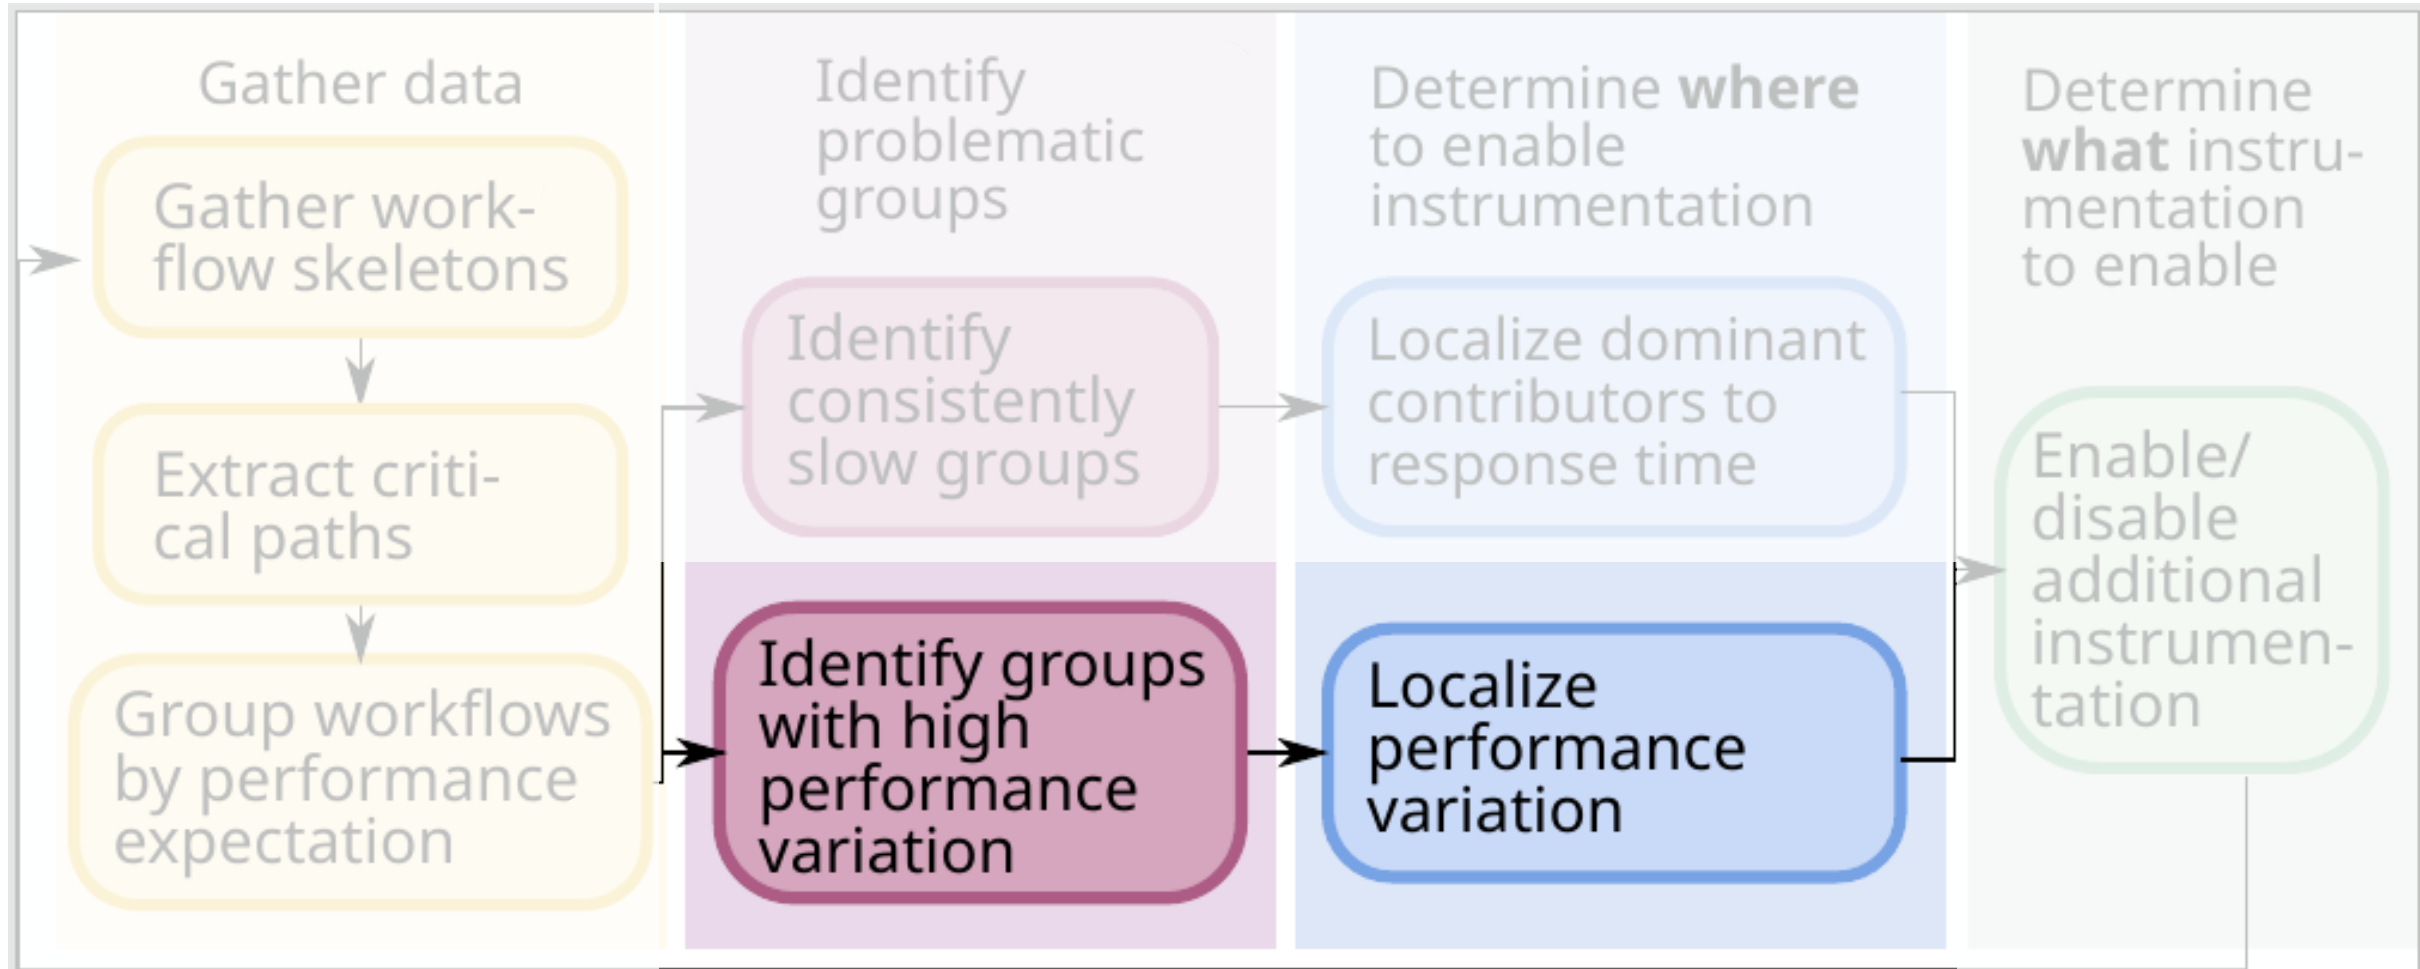 Gather data
Gather work-
flow skeletons
Extract criti-
cal paths
Group workflows
by performance
expectation
Identify
problematic
groups
Identify
consistently
slow groups
Identify groups
with high
performance
variation
Determine where
to enable
instrumentation
Localize dominant
contributors to
response time
Localize
performance
variation
Determine
what instru-
mentation
to enable
Enable/
disable
additional
instrumen-
tation